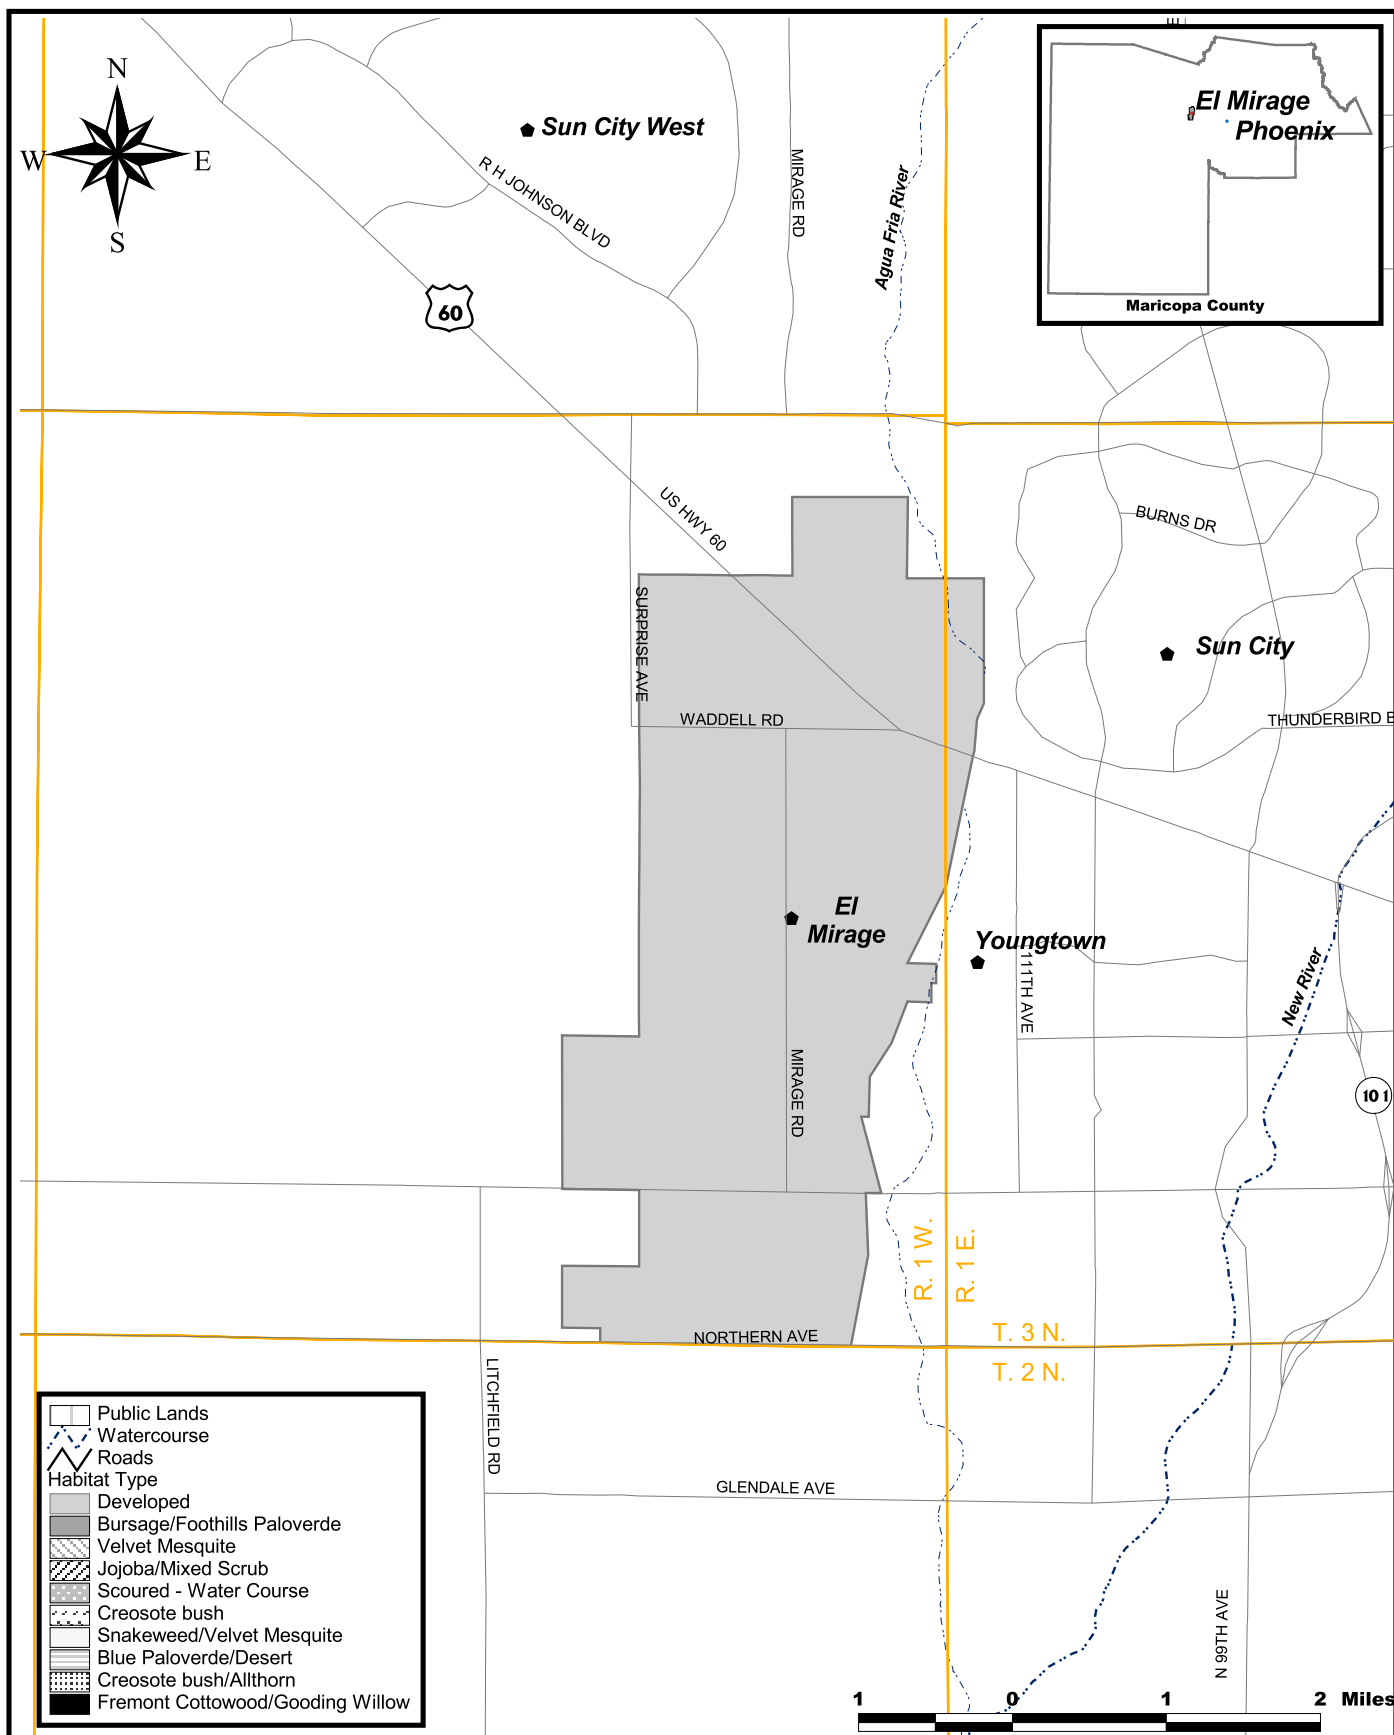 N
W
E
S
Sun City West
R H JOHNSON BLVD
60
MIRAGE RD
Agua Fria River
E
El Mirage
Phoenix
Maricopa County
US HWY 60
BURNS DR
SURPRISE AVE
Sun City
WADDELL RD
THUNDERBIRD B
El
Mirage
Youngtown
111TH AVE
New River
MIRAGE RD
101
R. 1 W.
R. 1 E.
T. 3 N.
NORTHERN AVE
T. 2 N.
LITCHFIELD RD
GLENDALE AVE
N 99TH AVE
Public Lands
Watercourse
Roads
Habitat Type
Developed
Bursage/Foothills Paloverde
Velvet Mesquite
Jojoba/Mixed Scrub
Scoured - Water Course
Creosote bush
Snakeweed/Velvet Mesquite
Blue Paloverde/Desert
Creosote bush/Allthorn
Fremont Cottowood/Gooding Willow
1 0 1 2 Miles